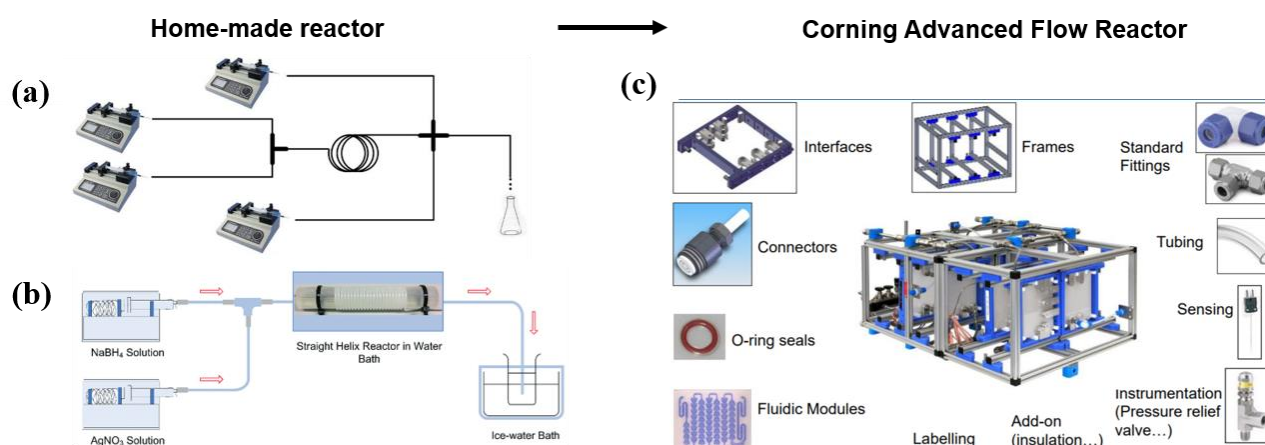 Home-made reactor
Corning Advanced Flow Reactor
(a)
(b)
NaBH₄ Solution
AgNO₃ Solution
Straight Helix Reactor in Water
Bath
Ice-water Bath
(c)
Interfaces
Frames
Standard
Fittings
Connectors
Tubing
O-ring seals
Sensing
Fluidic Modules
Labelling
Add-on
(insulation...)
Instrumentation
(Pressure relief
valve...)